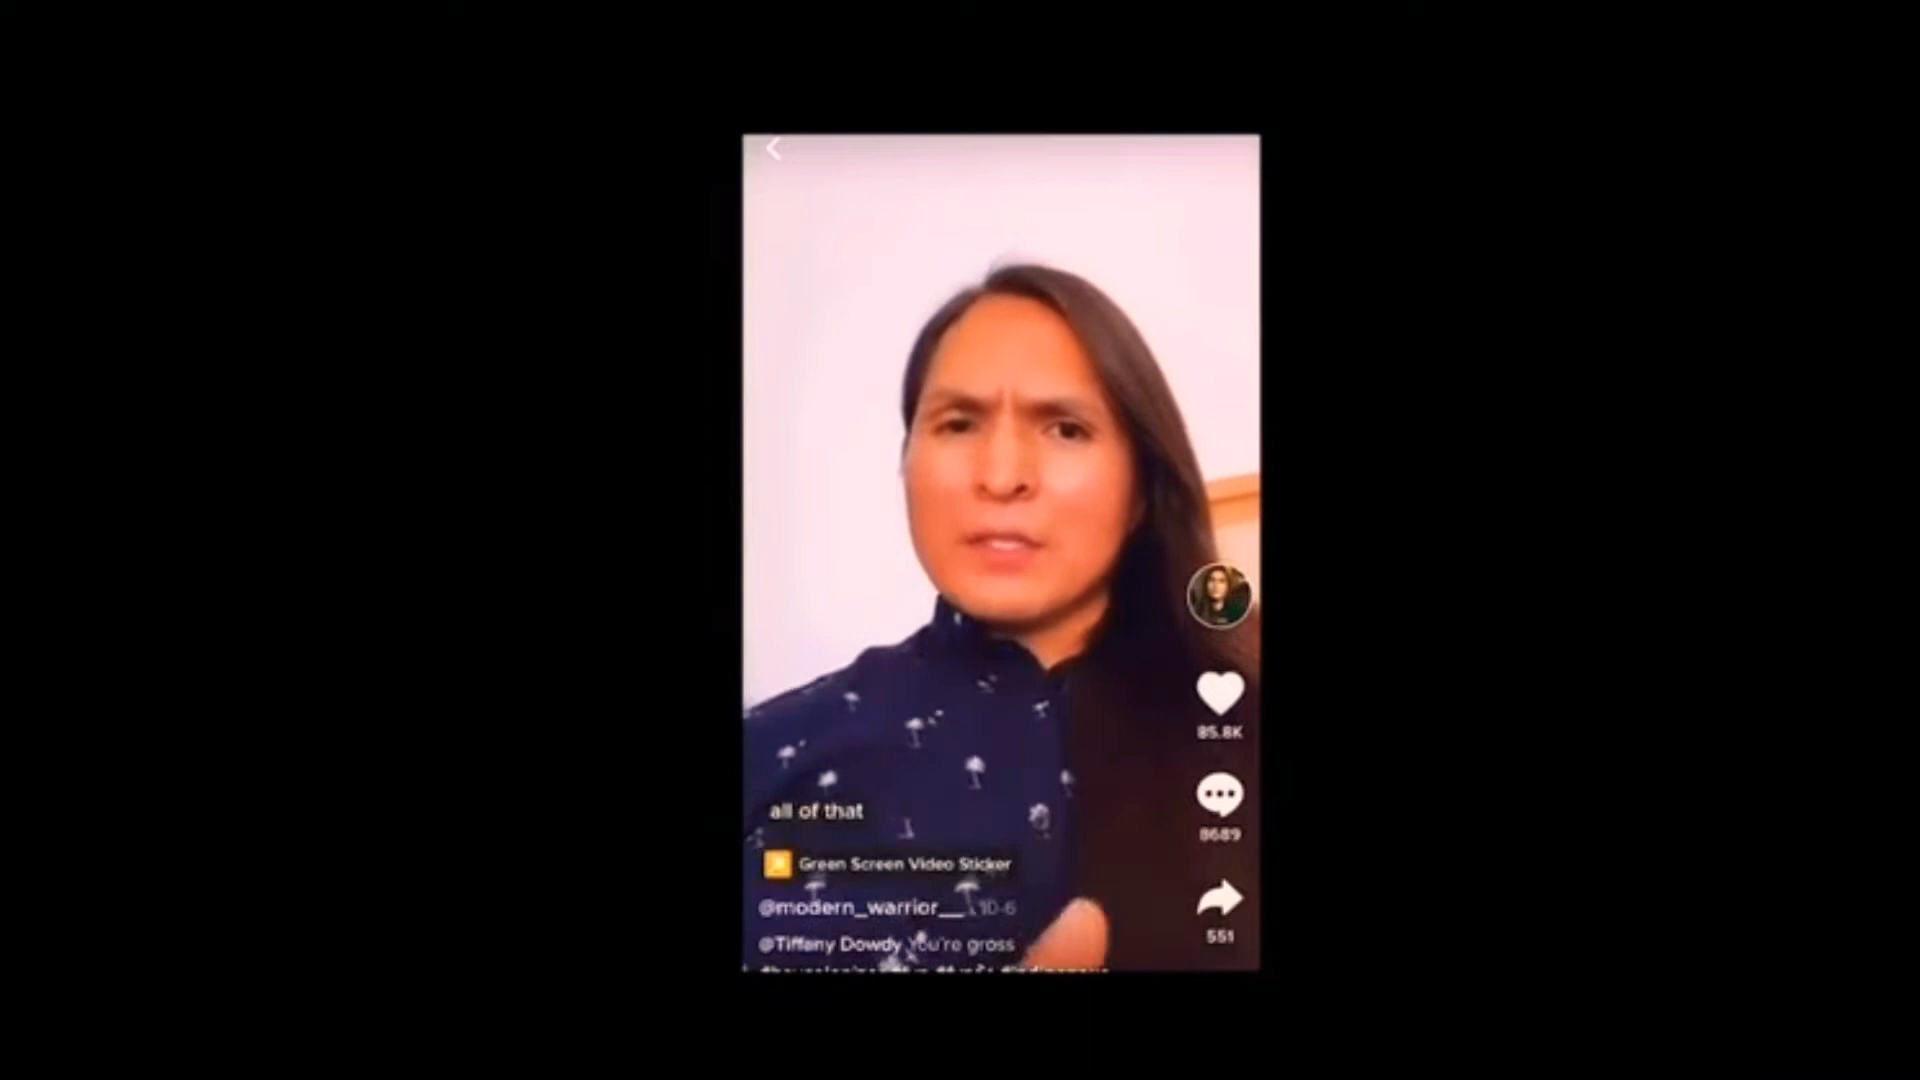 all of that
Green Screen Video Sticker
@modern_warrior__ · 10-6
@Tiffany Dowdy You're gross
85.8K
8689
551